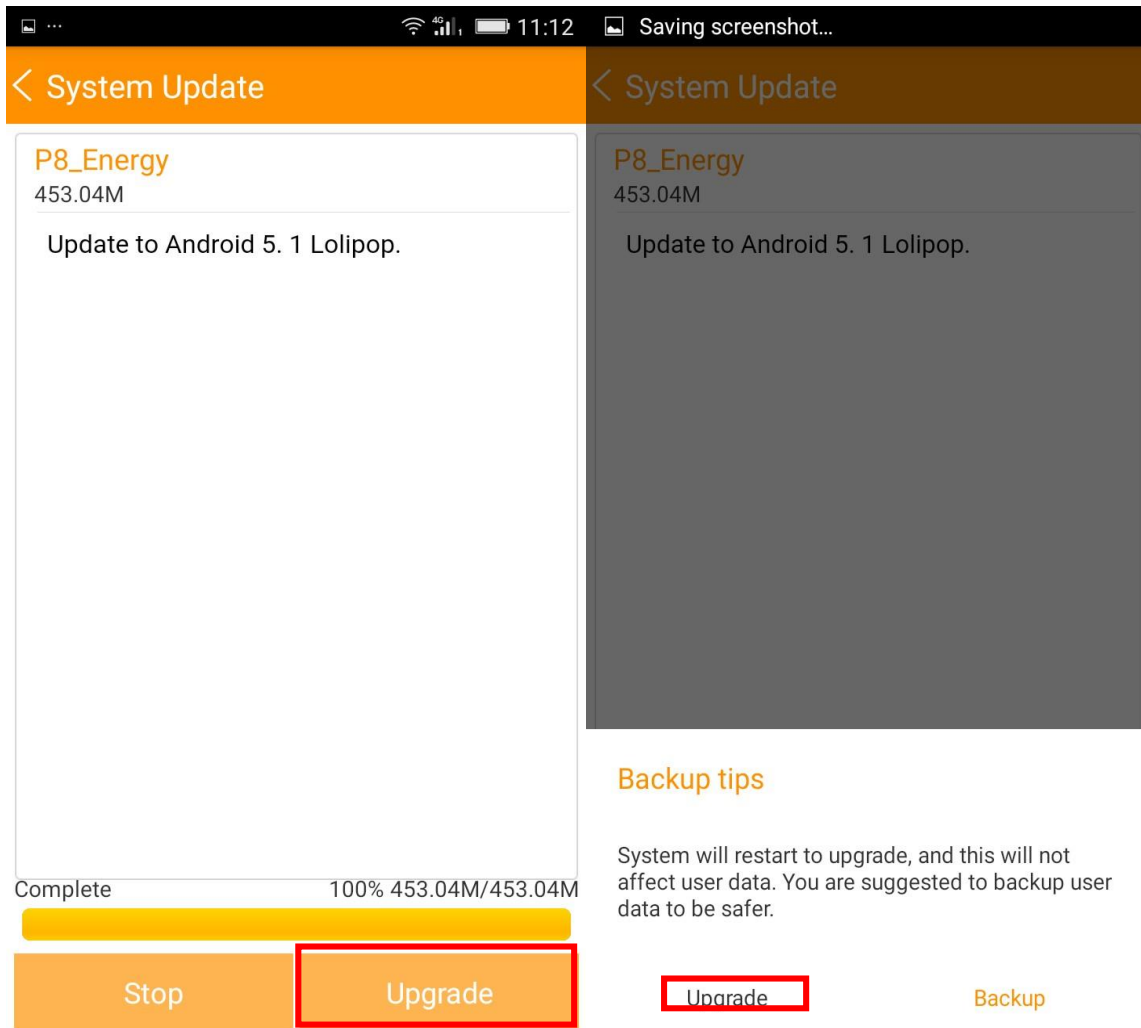 11:12
System Update
P8_Energy
453.04M
Update to Android 5. 1 Lolipop.
Complete
100% 453.04M/453.04M
Stop
Upgrade
Saving screenshot...
System Update
P8_Energy
453.04M
Update to Android 5. 1 Lolipop.
Backup tips
System will restart to upgrade, and this will not
affect user data. You are suggested to backup user
data to be safer.
Upgrade
Backup